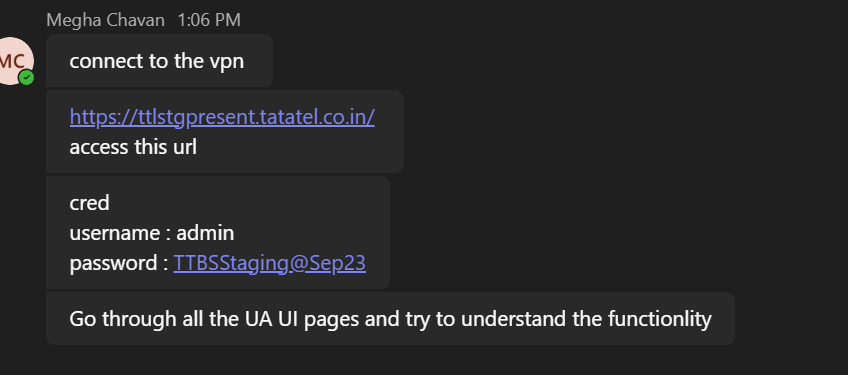 Megha Chavan 1:06 PM
MC
connect to the vpn
https://ttlstgpresent.tatatel.co.in/
access this url
cred
username : admin
password : TTBSStaging@Sep23
Go through all the UA UI pages and try to understand the functionlity